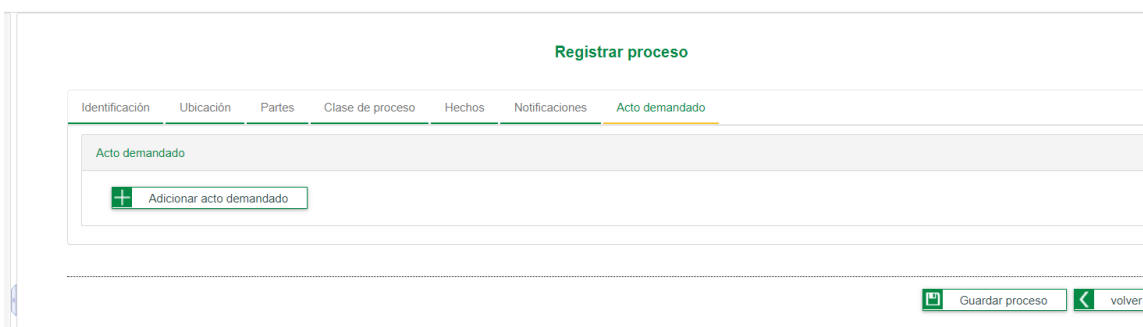 Registrar proceso
Identificación Ubicación Partes Clase de proceso Hechos Notificaciones Acto demandado
Acto demandado
Adicionar acto demandado
Guardar proceso volver